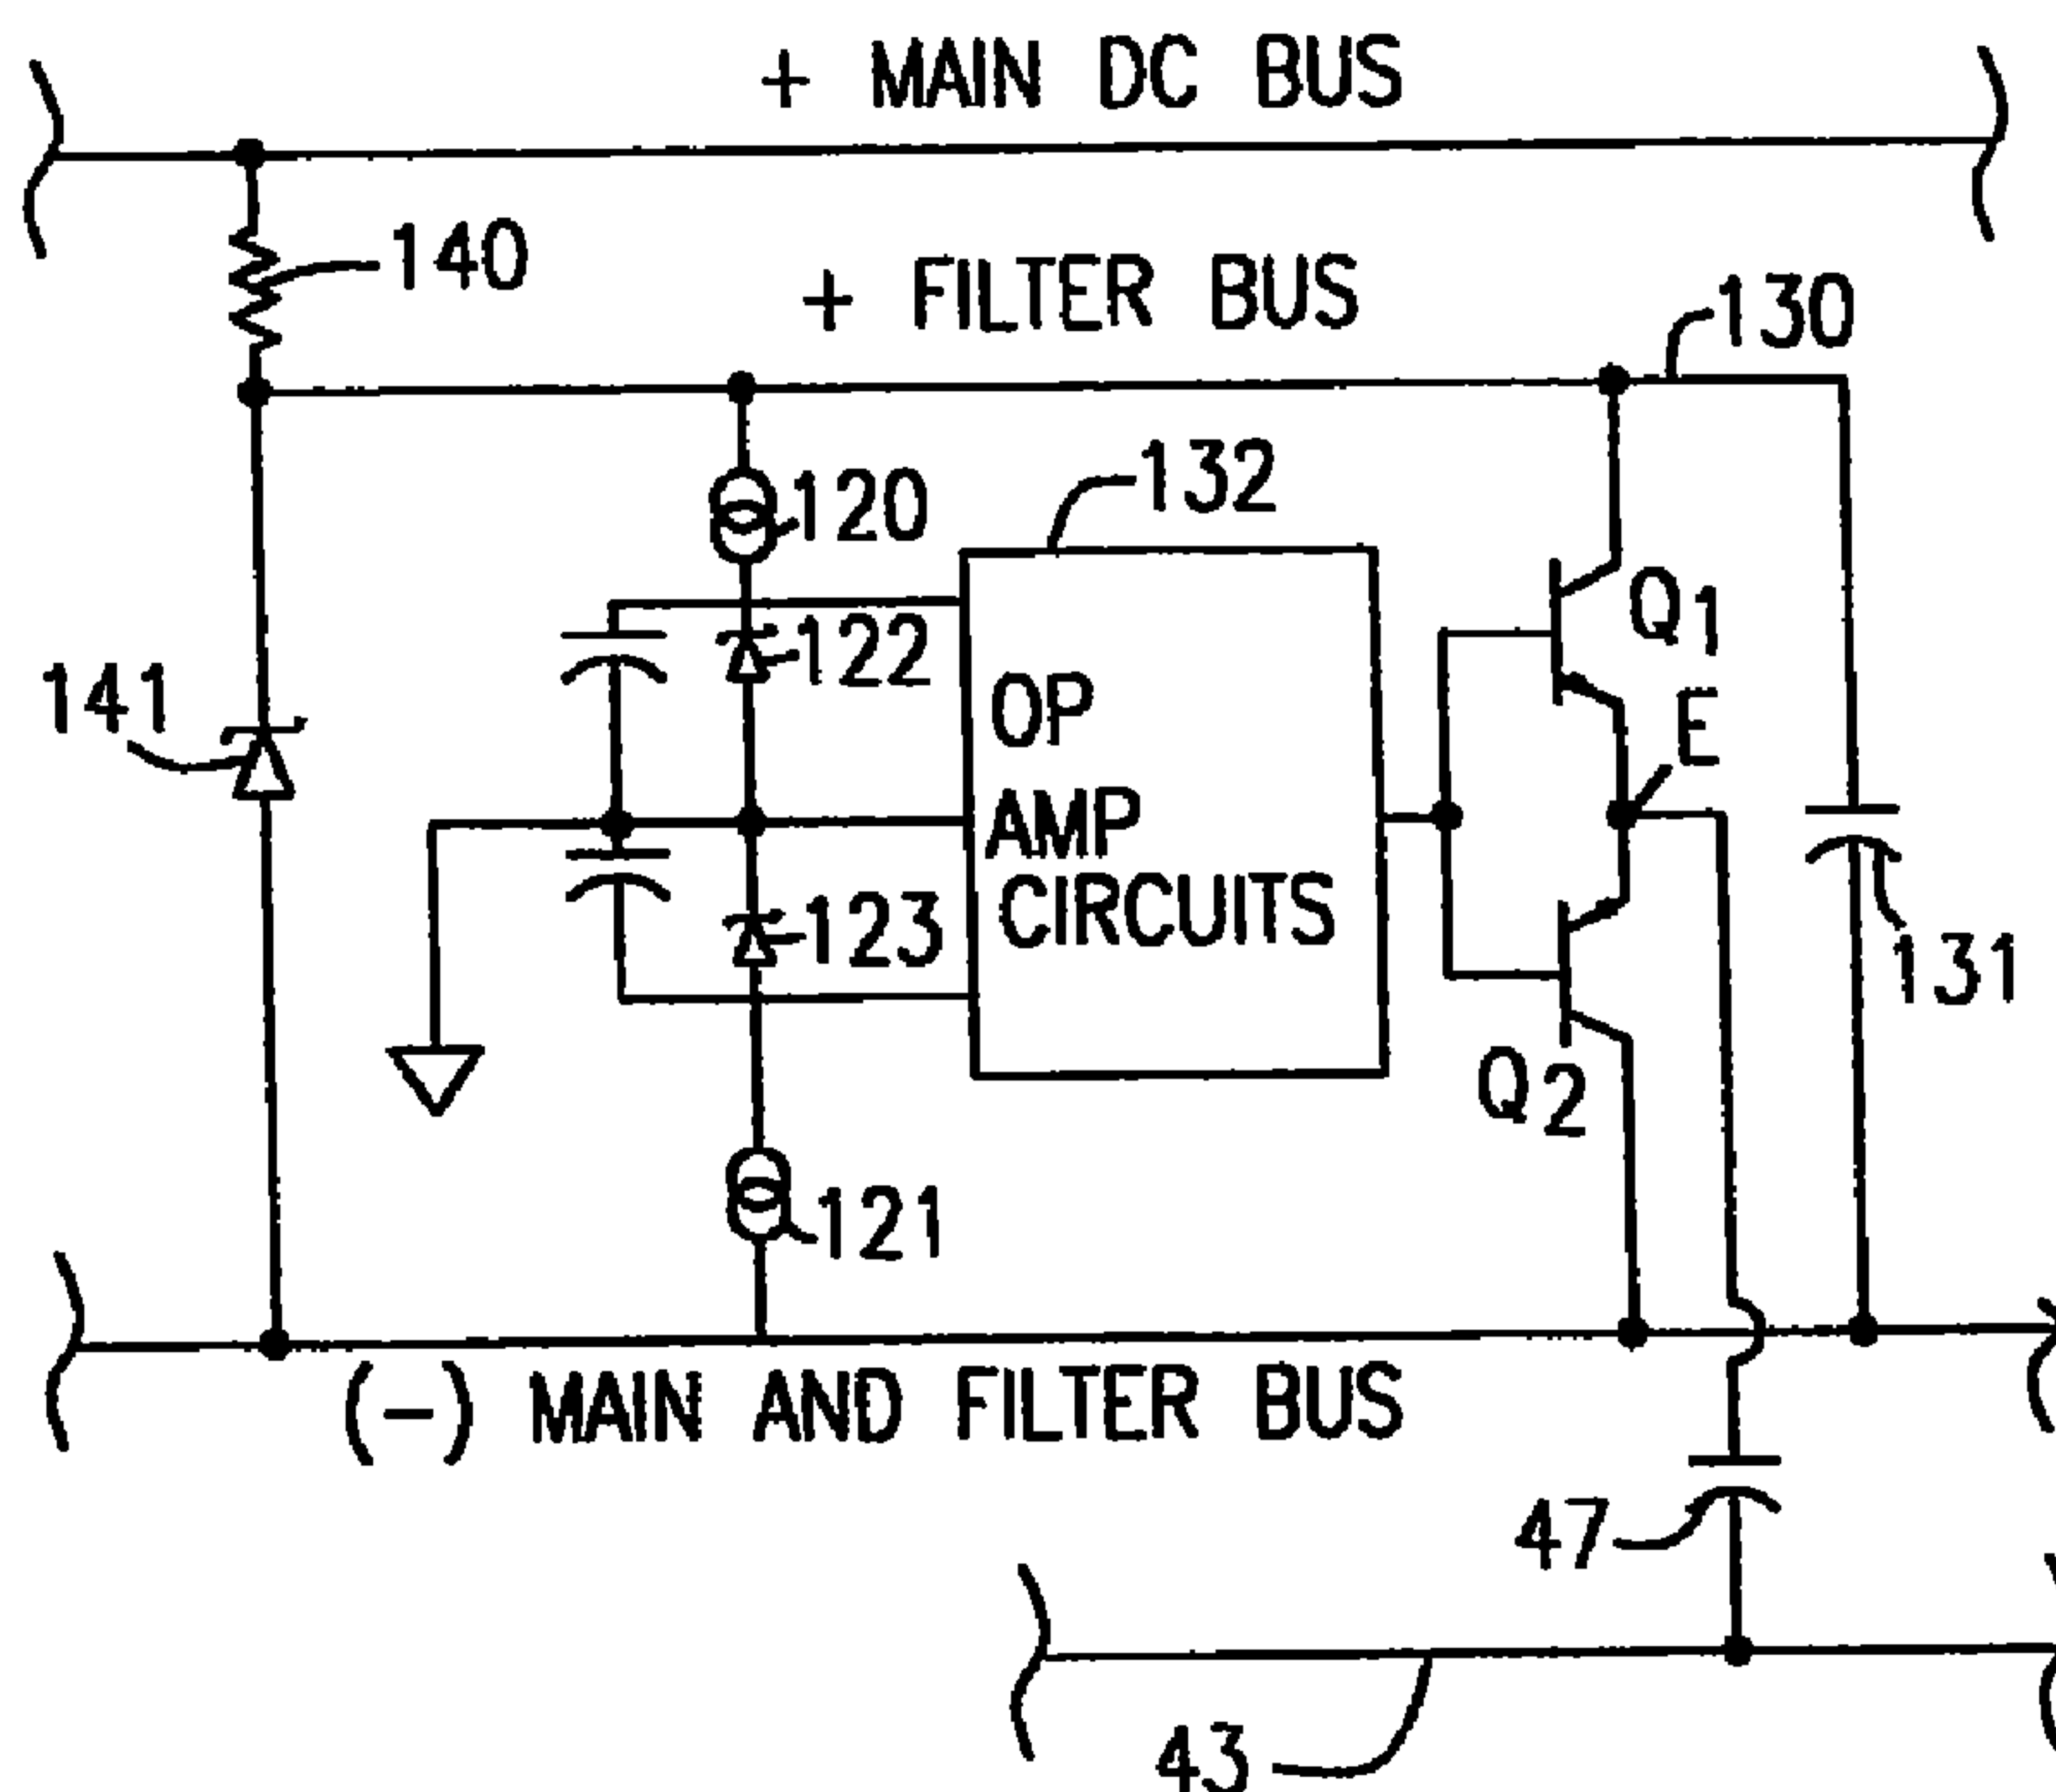 + MAIN DC BUS
140
+ FILTER BUS
130
132
120
Q1
122
141
OP
E
AMP
CIRCUITS
123
131
Q2
121
(-) MAIN AND FILTER BUS
47
43